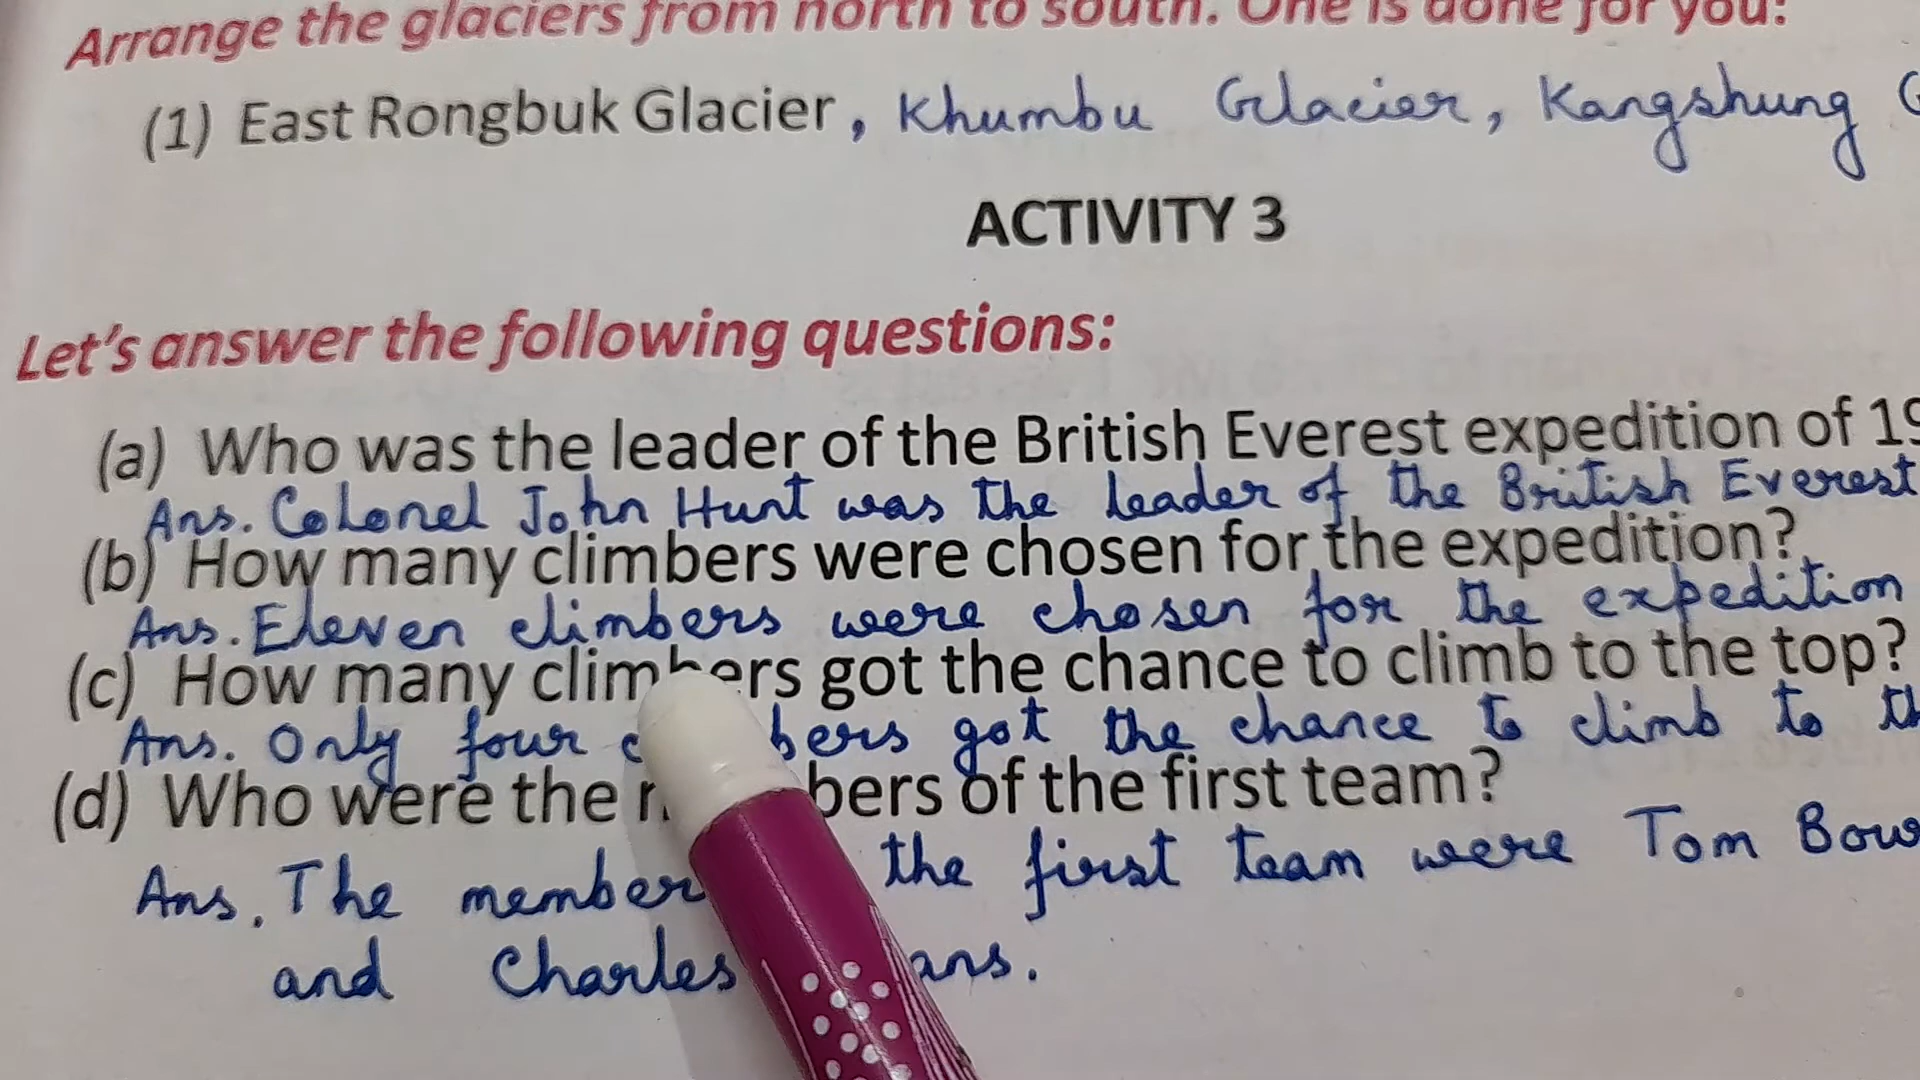 Arrange the glaciers from north to south. One is done for you:
(1) East Rongbuk Glacier, Khumbu Glacier, Kangshung G
ACTIVITY 3
Let's answer the following questions:
(a) Who was the leader of the British Everest expedition of 19
Ans. Colonel John Hunt was the leader of the British Everest
(b) How many climbers were chosen for the expedition?
Ans. Eleven climbers were chosen for the expedition
(c) How many climbers got the chance to climb to the top?
Ans. Only four c bers got the chance to climb to th
(d) Who were the bers of the first team?
Ans. The member the first team were Tom Bour
and Charles ans.